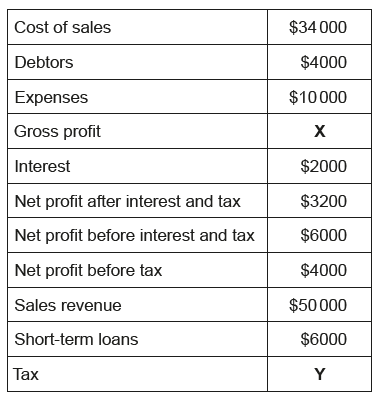 Cost of sales $34 000
Debtors $4000
Expenses $10 000
Gross profit X
Interest $2000
Net profit after interest and tax $3200
Net profit before interest and tax $6000
Net profit before tax $4000
Sales revenue $50 000
Short-term loans $6000
Tax Y